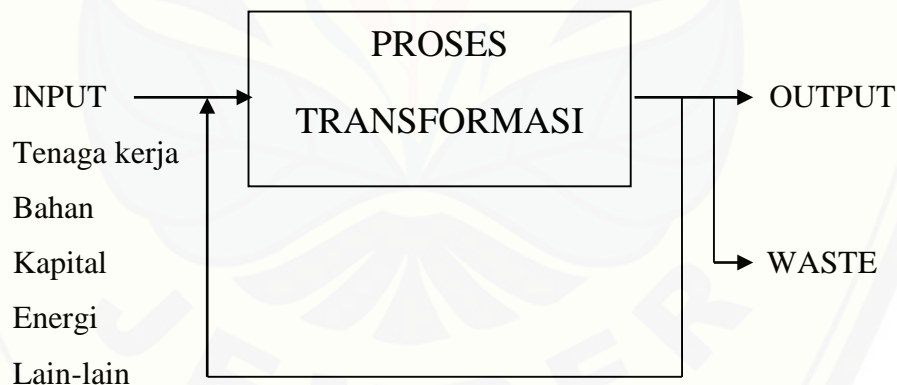 PROSES
TRANSFORMASI
INPUT
Tenaga kerja
Bahan
Kapital
Energi
Lain-lain
OUTPUT
WASTE